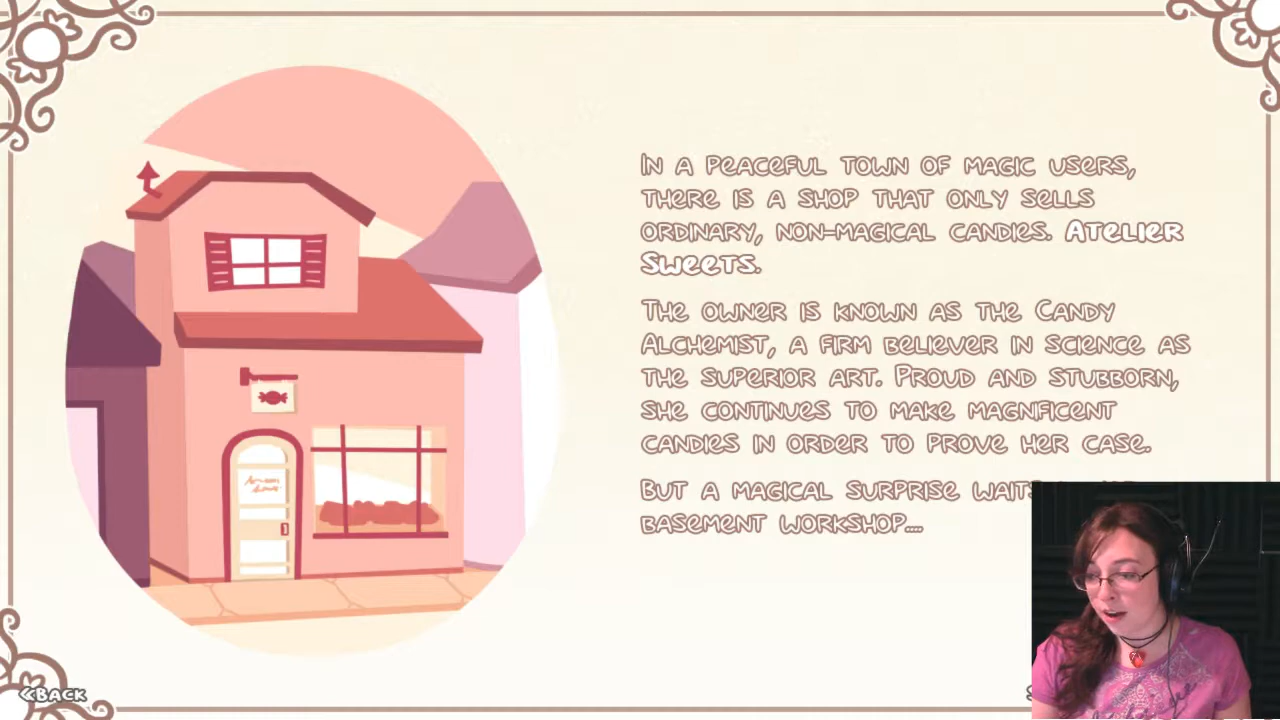 In a peaceful town of magic users,
there is a shop that only sells
ordinary, non-magical candies. Atelier
Sweets.
The owner is known as the Candy
Alchemist, a firm believer in science as
the superior art. Proud and stubborn,
she continues to make magnificent
candies in order to prove her case.
But a magical surprise waits
basement workshop....
«Back